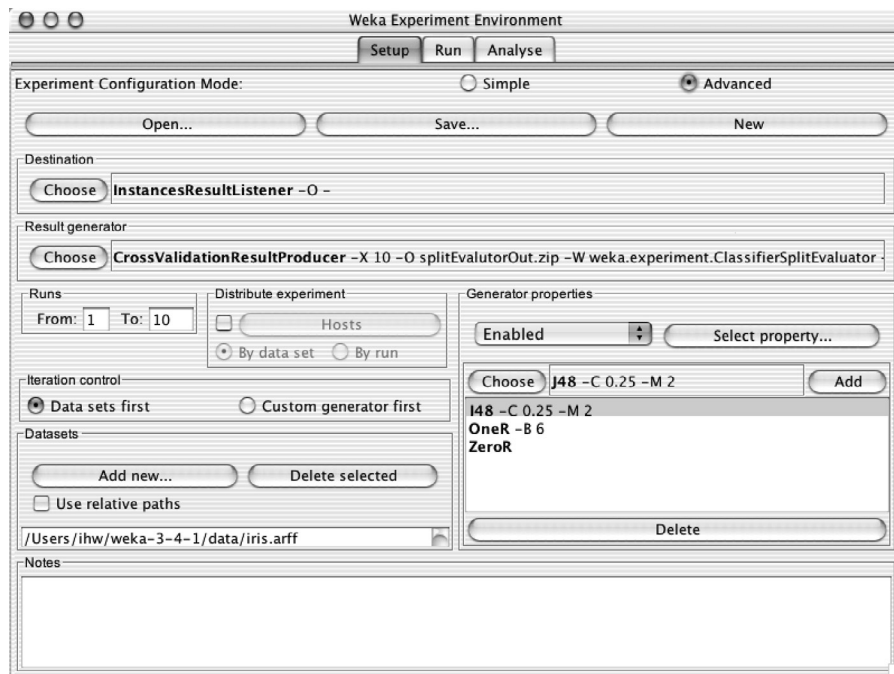 Weka Experiment Environment
Setup Run Analyse
Experiment Configuration Mode: Simple Advanced
Open... Save... New
Destination
Choose InstancesResultListener -O -
Result generator
Choose CrossValidationResultProducer -X 10 -O splitEvalutorOut.zip -W weka.experiment.ClassifierSplitEvaluator -
Runs
From: 1 To: 10
Distribute experiment
Hosts
By data set By run
Generator properties
Enabled Select property...
Choose J48 -C 0.25 -M 2 Add
J48 -C 0.25 -M 2
OneR -B 6
ZeroR
Delete
Iteration control
Data sets first Custom generator first
Datasets
Add new... Delete selected
Use relative paths
/Users/ihw/weka-3-4-1/data/iris.arff
Notes